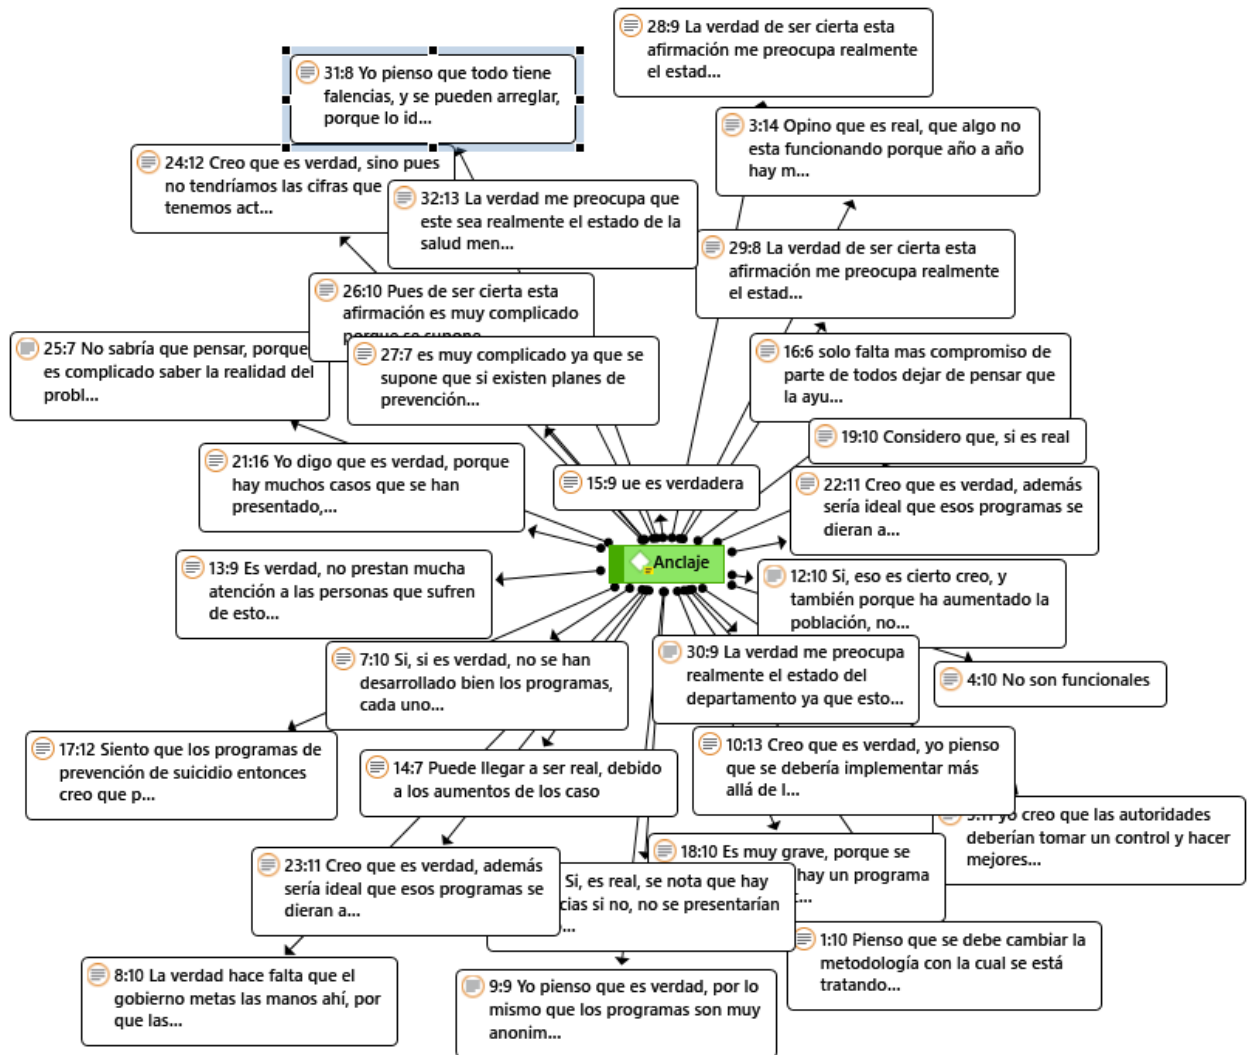 28:9 La verdad de ser cierta esta
afirmación me preocupa realmente
el estad...
31:8 Yo pienso que todo tiene
falencias, y se pueden arreglar,
porque lo id...
3:14 Opino que es real, que algo no
esta funcionando porque año a año
hay m...
24:12 Creo que es verdad, sino pues
no tendríamos las cifras que
tenemos act...
32:13 La verdad me preocupa que
este sea realmente el estado de la
salud men...
29:8 La verdad de ser cierta esta
afirmación me preocupa realmente
el estad...
26:10 Pues de ser cierta esta
afirmación es muy complicado
porque se supone
25:7 No sabría que pensar, porque
es complicado saber la realidad del
probl...
27:7 es muy complicado ya que se
supone que si existen planes de
prevención...
16:6 solo falta mas compromiso de
parte de todos dejar de pensar que
la ayu...
19:10 Considero que, si es real
21:16 Yo digo que es verdad, porque
hay muchos casos que se han
presentado,...
15:9 ue es verdadera
22:11 Creo que es verdad, además
sería ideal que esos programas se
dieran a...
Anclaje
13:9 Es verdad, no prestan mucha
atención a las personas que sufren
de esto...
12:10 Si, eso es cierto creo, y
también porque ha aumentado la
población, no...
7:10 Si, si es verdad, no se han
desarrollado bien los programas,
cada uno...
30:9 La verdad me preocupa
realmente el estado del
departamento ya que esto...
4:10 No son funcionales
17:12 Siento que los programas de
prevención de suicidio entonces
creo que p...
14:7 Puede llegar a ser real, debido
a los aumentos de los caso
10:13 Creo que es verdad, yo pienso
que se debería implementar más
allá de l...
yo creo que las autoridades
deberían tomar un control y hacer
mejores...
23:11 Creo que es verdad, además
sería ideal que esos programas se
dieran a...
18:10 Es muy grave, porque se
hay un programa
Si, es real, se nota que hay
cias si no, no se presentarían
...
1:10 Pienso que se debe cambiar la
metodología con la cual se está
tratando...
8:10 La verdad hace falta que el
gobierno metas las manos ahí, por
que las...
9:9 Yo pienso que es verdad, por lo
mismo que los programas son muy
anonim...